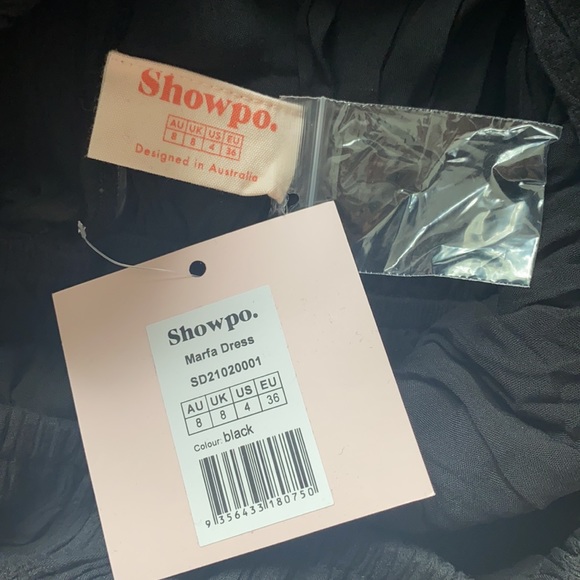 Showpo.
AU UK US EU
8 8 4 36
Designed in Australia
Showpo.
Marfa Dress
SD21020001
AU UK US EU
8 8 4 36
Colour: black
9 356433 180750